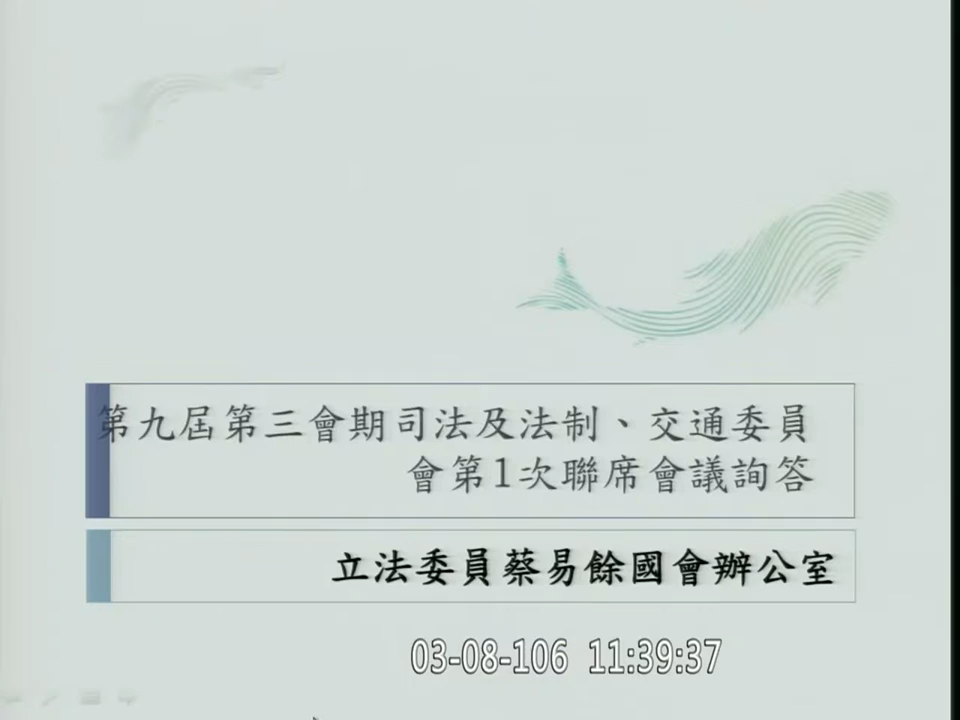 第九屆第三會期司法及法制、交通委員
會第1次聯席會議詢答
立法委員蔡易餘國會辦公室
03-08-106 11:39:37